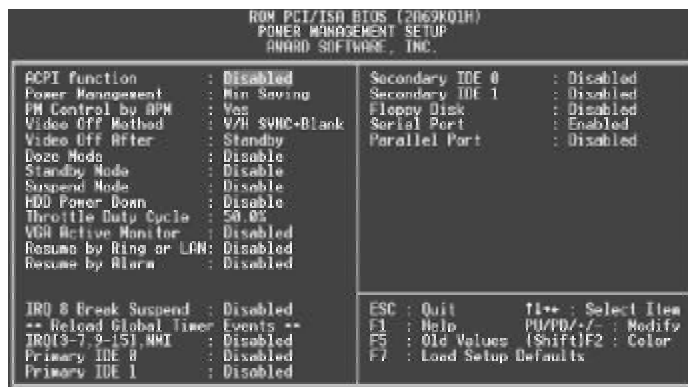 ROM PCI/ISA BIOS (2A69KQ1H)
POWER MANAGEMENT SETUP
AWARD SOFTWARE, INC.
ACPI function : Disabled
Power Management : Min Saving
PM Control by APM : Yes
Video Off Method : V/H SYNC+Blank
Video Off After : Standby
Doze Mode : Disable
Standby Mode : Disable
Suspend Mode : Disable
HDD Power Down : Disable
Throttle Duty Cycle : 50.0%
VGA Active Monitor : Disabled
Resume by Ring or LAN: Disabled
Resume by Alarm : Disabled
IRQ 8 Break Suspend : Disabled
** Reload Global Timer Events **
IRQ[3-7,9-15],NMI : Disabled
Primary IDE 0 : Disabled
Primary IDE 1 : Disabled
Secondary IDE 0 : Disabled
Secondary IDE 1 : Disabled
Floppy Disk : Disabled
Serial Port : Enabled
Parallel Port : Disabled
ESC : Quit ↑↓→← : Select Item
F1 : Help PU/PD/+/- : Modify
F5 : Old Values (Shift)F2 : Color
F7 : Load Setup Defaults